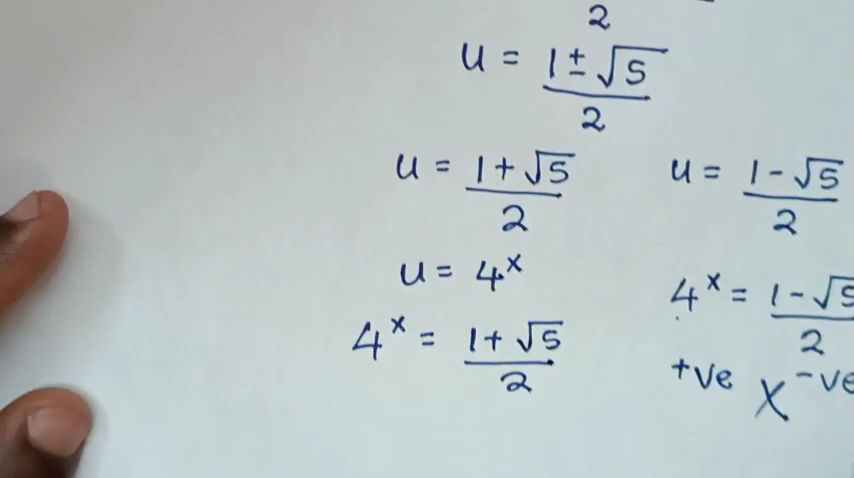 2
u = 1 ± √5 / 2
u = 1 + √5 / 2
u = 1 - √5 / 2
u = 4^x
4^x = 1 - √5 / 2
4^x = 1 + √5 / 2
+ve X -ve